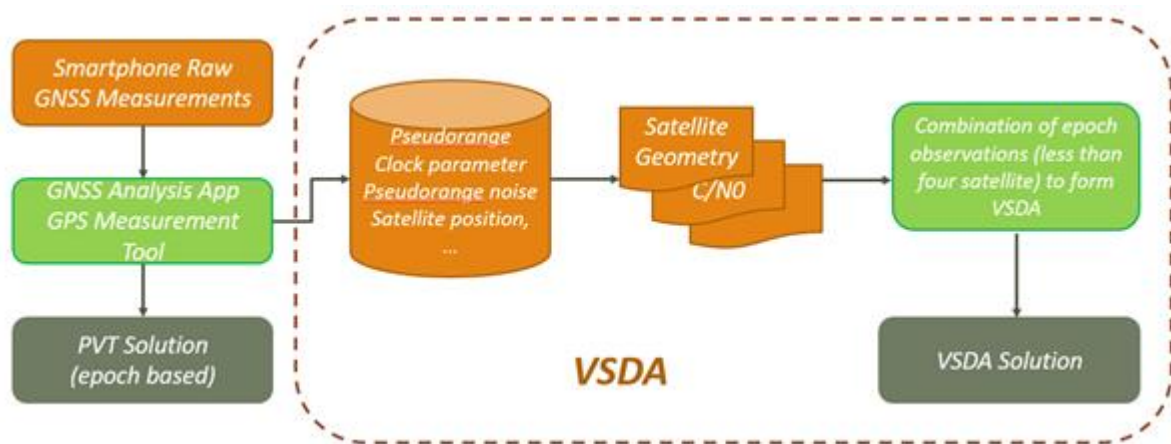 Smartphone Raw
GNSS Measurements
GNSS Analysis App
GPS Measurement
Tool
PVT Solution
(epoch based)
Pseudorange
Clock parameter
Pseudorange noise
Satellite position,
...
Satellite
Geometry
C/N0
Combination of epoch
observations (less than
four satellite) to form
VSDA
VSDA Solution
VSDA